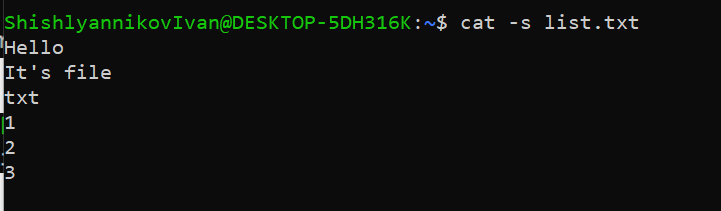 ShishlyannikovIvan@DESKTOP-5DH316K:~$ cat -s list.txt
Hello
It's file
txt
1
2
3